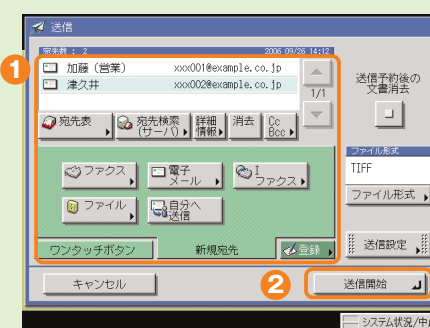 送信
宛先数 : 2 2006 09/26 14:12
1
加藤（営業） xxx001@example.co.jp
津久井 xxx002@example.co.jp
1/1
送信予約後の
文書消去
宛先表
宛先検索
（サーバ）
詳細
情報
消去
Cc
Bcc
ファイル形式
TIFF
ファイル形式
ファクス
電子
メール
I
ファクス
ファイル
自分へ
送信
送信設定
ワンタッチボタン 新規宛先 登録
2
キャンセル 送信開始
システム状況/中